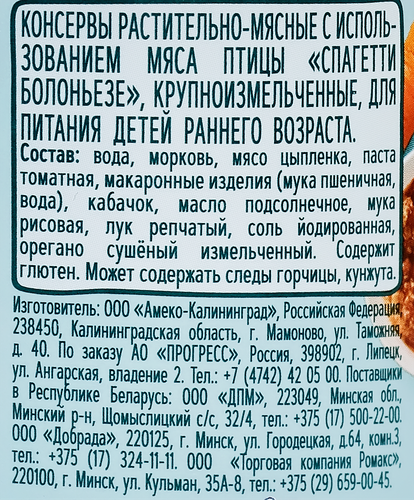 КОНСЕРВЫ РАСТИТЕЛЬНО-МЯСНЫЕ С ИСПОЛЬ-
ЗОВАНИЕМ МЯСА ПТИЦЫ «СПАГЕТТИ
БОЛОНЬЕЗЕ», КРУПНОИЗМЕЛЬЧЕННЫЕ, ДЛЯ
ПИТАНИЯ ДЕТЕЙ РАННЕГО ВОЗРАСТА.
Состав: вода, морковь, мясо цыпленка, паста
томатная, макаронные изделия (мука пшеничная,
вода), кабачок, масло подсолнечное, мука
рисовая, лук репчатый, соль йодированная,
орегано сушёный измельченный. Содержит
глютен. Может содержать следы горчицы, кунжута.
Изготовитель: ООО «Амеко-Калининград», Российская Федерация,
238450, Калининградская область, г. Мамоново, ул. Таможняя,
д. 40. По заказу АО «ПРОГРЕСС», Россия, 398902, г. Липецк,
ул. Ангарская, владение 2. Тел.: +7 (4742) 42 05 00. Поставщики
в Республике Беларусь: ООО «ДПМ», 223049, Минская обл.,
Минский р-н, Щомыслицкий с/с, 32/4, тел.: +375 (17) 500-22-00.
ООО «Добрада», 220125, г. Минск, ул. Городецкая, д.64, комн.3,
тел.: +375 (17) 324-11-11. ООО «Торговая компания Ромакс»,
220100, г. Минск, ул. Кульман, 35А-8, тел.: +375 (29) 659-00-45.